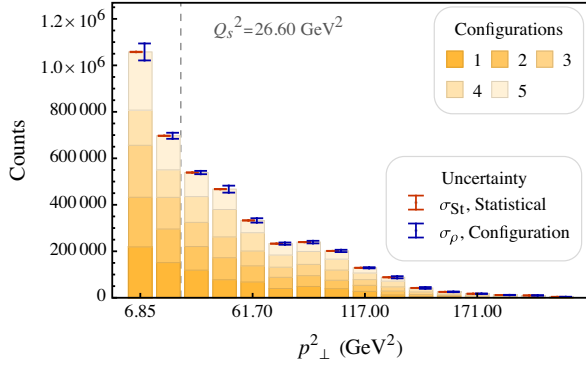 Q_s^2=26.60 GeV^2
Configurations
1 2 3
4 5
Uncertainty
σ_St, Statistical
σ_ρ, Configuration
Counts
1.2×10^6
1.0×10^6
800 000
600 000
400 000
200 000
0
6.85 61.70 117.00 171.00
p^2_⊥ (GeV^2)